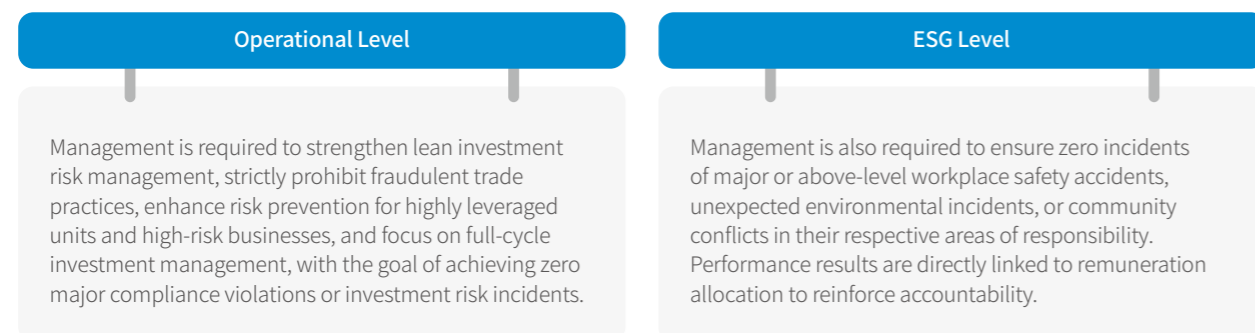 Operational Level
Management is required to strengthen lean investment
risk management, strictly prohibit fraudulent trade
practices, enhance risk prevention for highly leveraged
units and high-risk businesses, and focus on full-cycle
investment management, with the goal of achieving zero
major compliance violations or investment risk incidents.
ESG Level
Management is also required to ensure zero incidents
of major or above-level workplace safety accidents,
unexpected environmental incidents, or community
conflicts in their respective areas of responsibility.
Performance results are directly linked to remuneration
allocation to reinforce accountability.